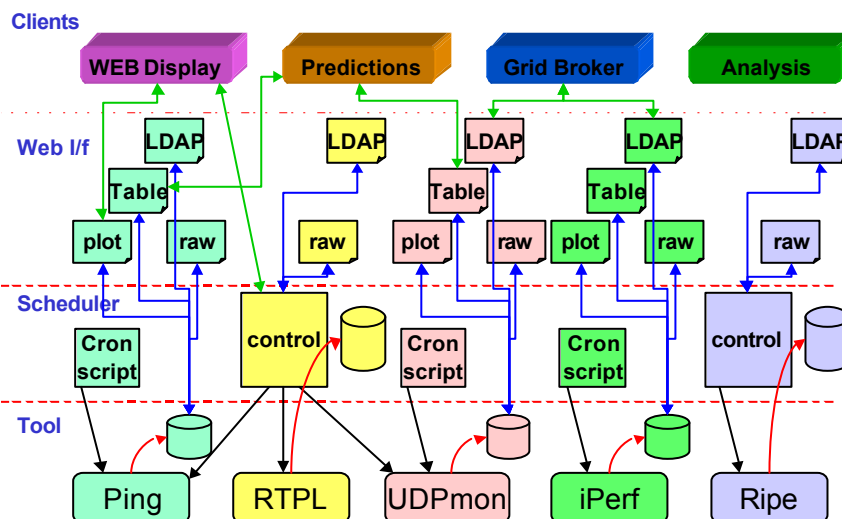 Clients
WEB Display
Predictions
Grid Broker
Analysis
Web I/f
LDAP
LDAP
LDAP
LDAP
LDAP
Table
Table
Table
plot
raw
raw
plot
raw
plot
raw
raw
Scheduler
control
control
Cron
script
Cron
script
Cron
script
Tool
Ping
RTPL
UDPmon
iPerf
Ripe